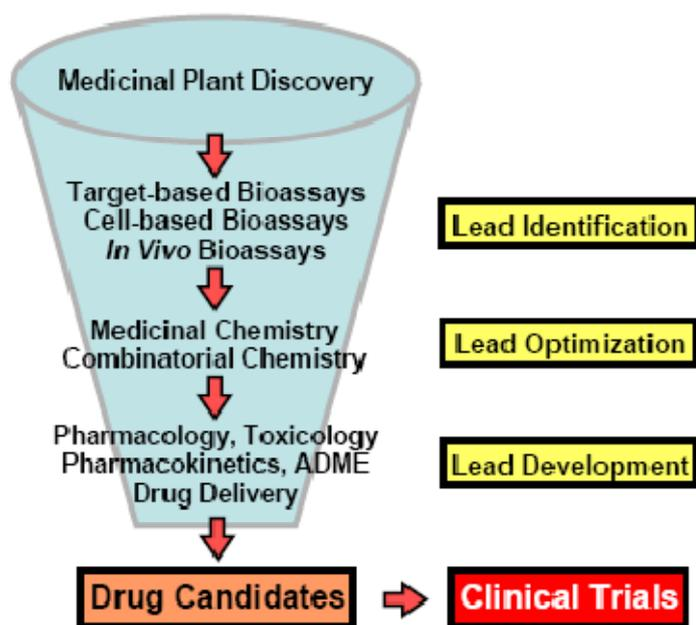 Medicinal Plant Discovery
Target-based Bioassays
Cell-based Bioassays
In Vivo Bioassays
Lead Identification
Medicinal Chemistry
Combinatorial Chemistry
Lead Optimization
Pharmacology, Toxicology
Pharmacokinetics, ADME
Drug Delivery
Lead Development
Drug Candidates
Clinical Trials